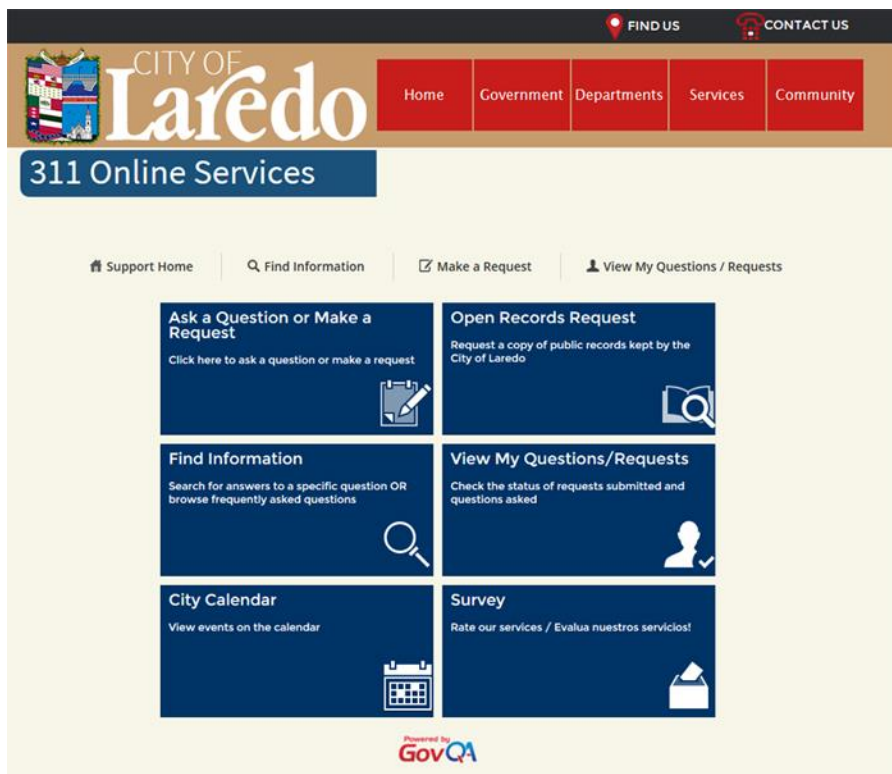 FIND US
CONTACT US
CITY OF
Laredo
Home
Government
Departments
Services
Community
311 Online Services
Support Home
Find Information
Make a Request
View My Questions / Requests
Ask a Question or Make a
Request
Click here to ask a question or make a request
Open Records Request
Request a copy of public records kept by the
City of Laredo
Find Information
Search for answers to a specific question OR
browse frequently asked questions
View My Questions/Requests
Check the status of requests submitted and
questions asked
City Calendar
View events on the calendar
Survey
Rate our services / Evalua nuestros servicios!
Powered by
GovQA